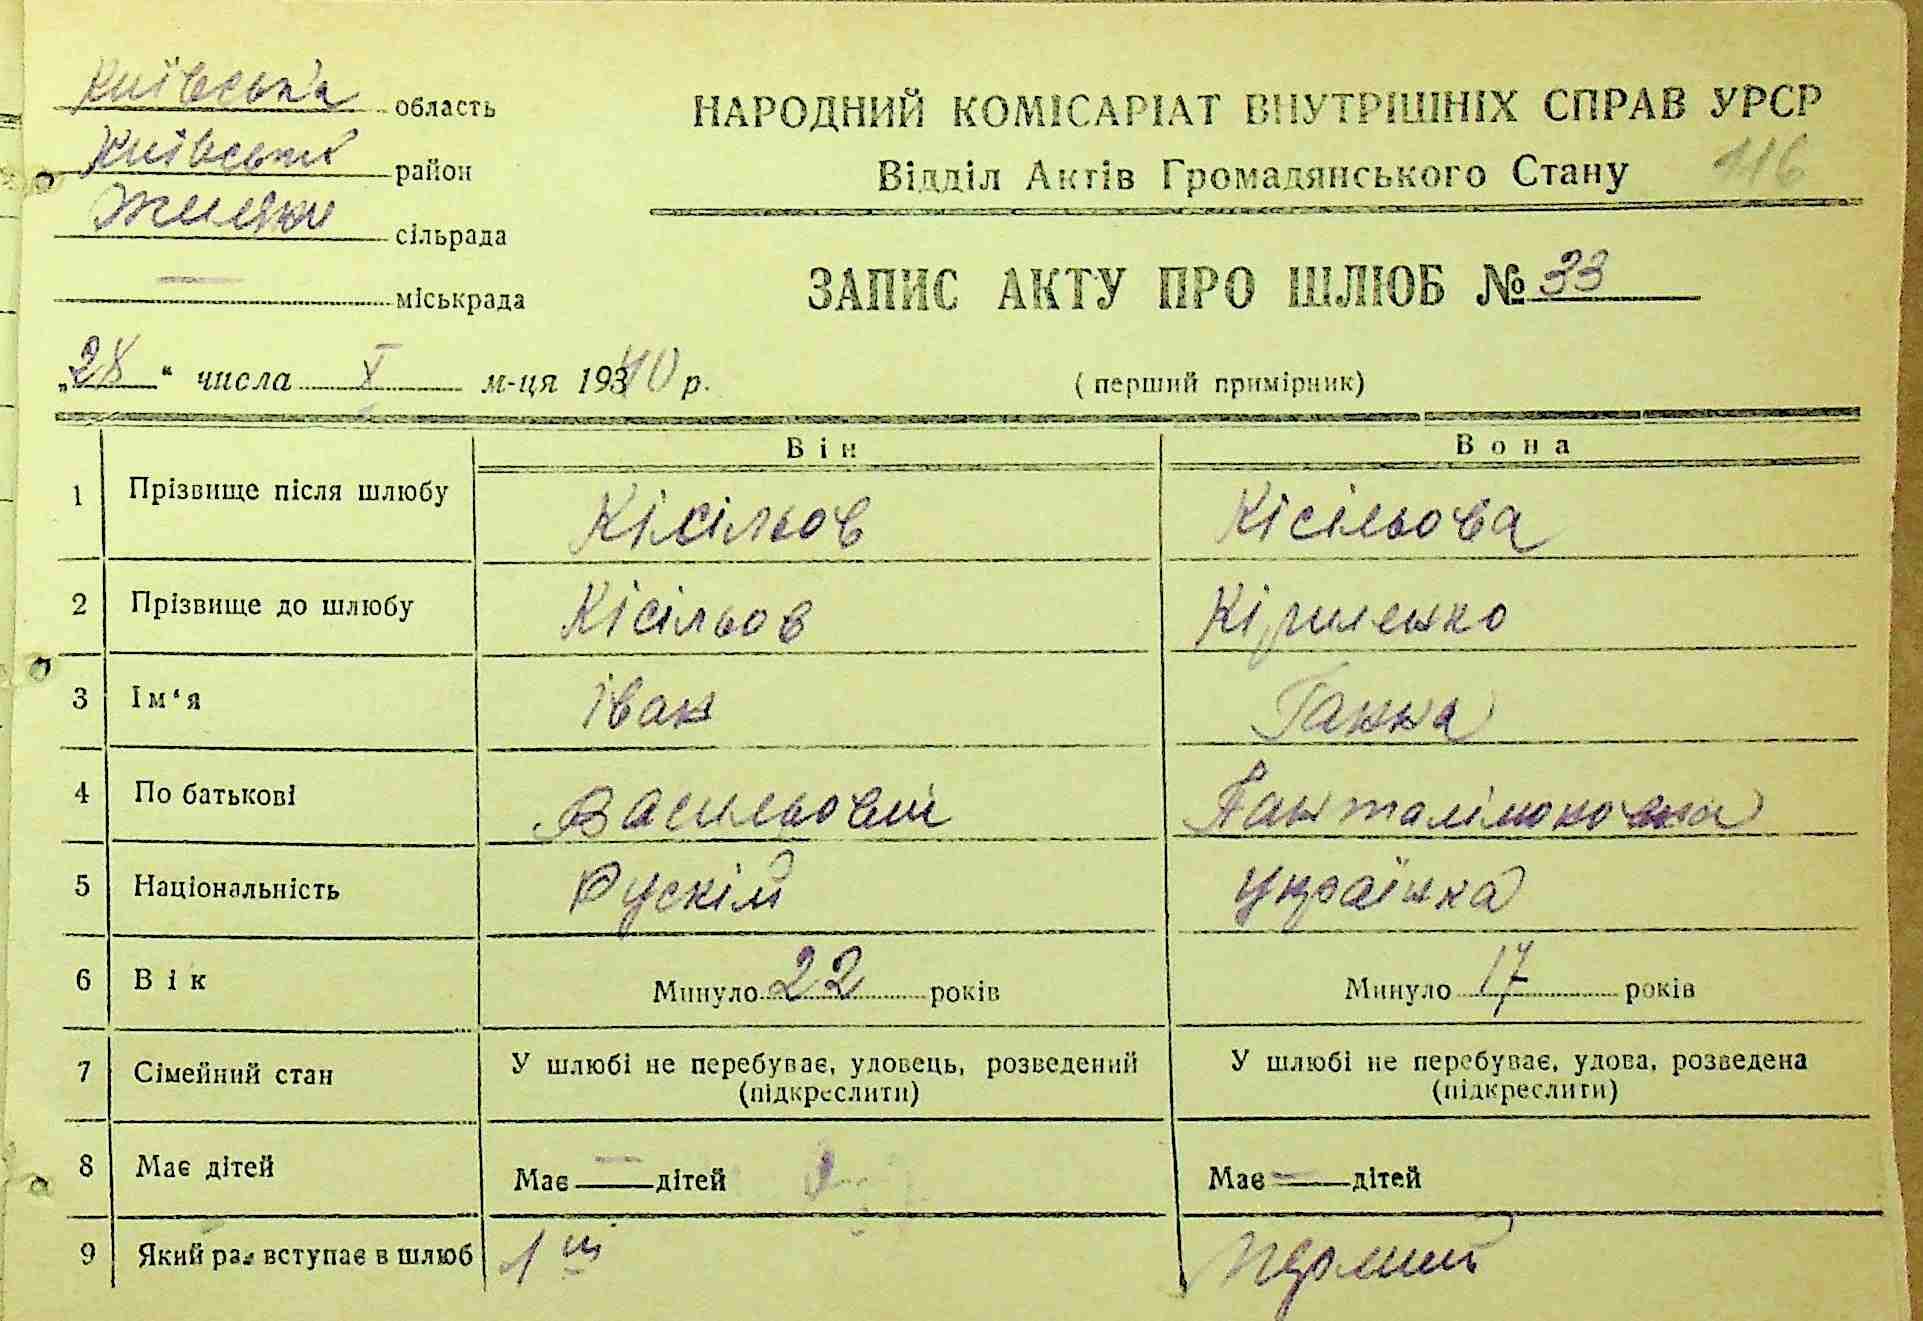 Київська область
Київський район
Жиляни сільрада
— міськрада
НАРОДНИЙ КОМІСАРІАТ ВНУТРІШНІХ СПРАВ УРСР
Відділ Актів Громадянського Стану 116
ЗАПИС АКТУ ПРО ШЛЮБ № 33
„28“ числа X м-ця 1940 р.
(перший примірник)
Він Вона
1 Прізвище після шлюбу Кісільов Кісільова
2 Прізвище до шлюбу Кісільов Кіриленко
3 Ім‘я Іван Ганна
4 По батькові Васильович Панталімоновна
5 Національність Рускій Українка
6 Вік Минуло 22 років Минуло 17 років
7 Сімейний стан У шлюбі не перебуває, удовець, розведений (підкреслити) У шлюбі не перебуває, удова, розведена (підкреслити)
8 Має дітей Має — дітей Має — дітей
9 Який раз вступає в шлюб 1ий Перший